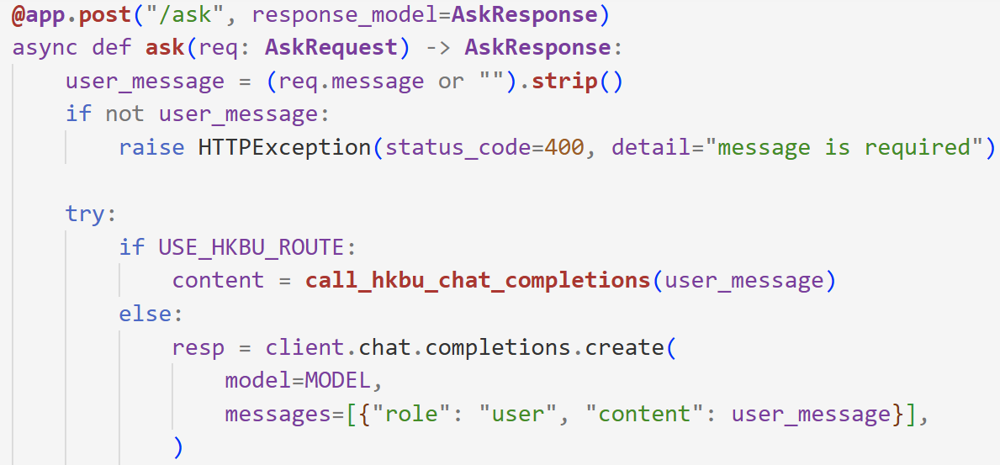 @app.post("/ask", response_model=AskResponse)
async def ask(req: AskRequest) -> AskResponse:
    user_message = (req.message or "").strip()
    if not user_message:
        raise HTTPException(status_code=400, detail="message is required")

    try:
        if USE_HKBU_ROUTE:
            content = call_hkbu_chat_completions(user_message)
        else:
            resp = client.chat.completions.create(
                model=MODEL,
                messages=[{"role": "user", "content": user_message}],
            )